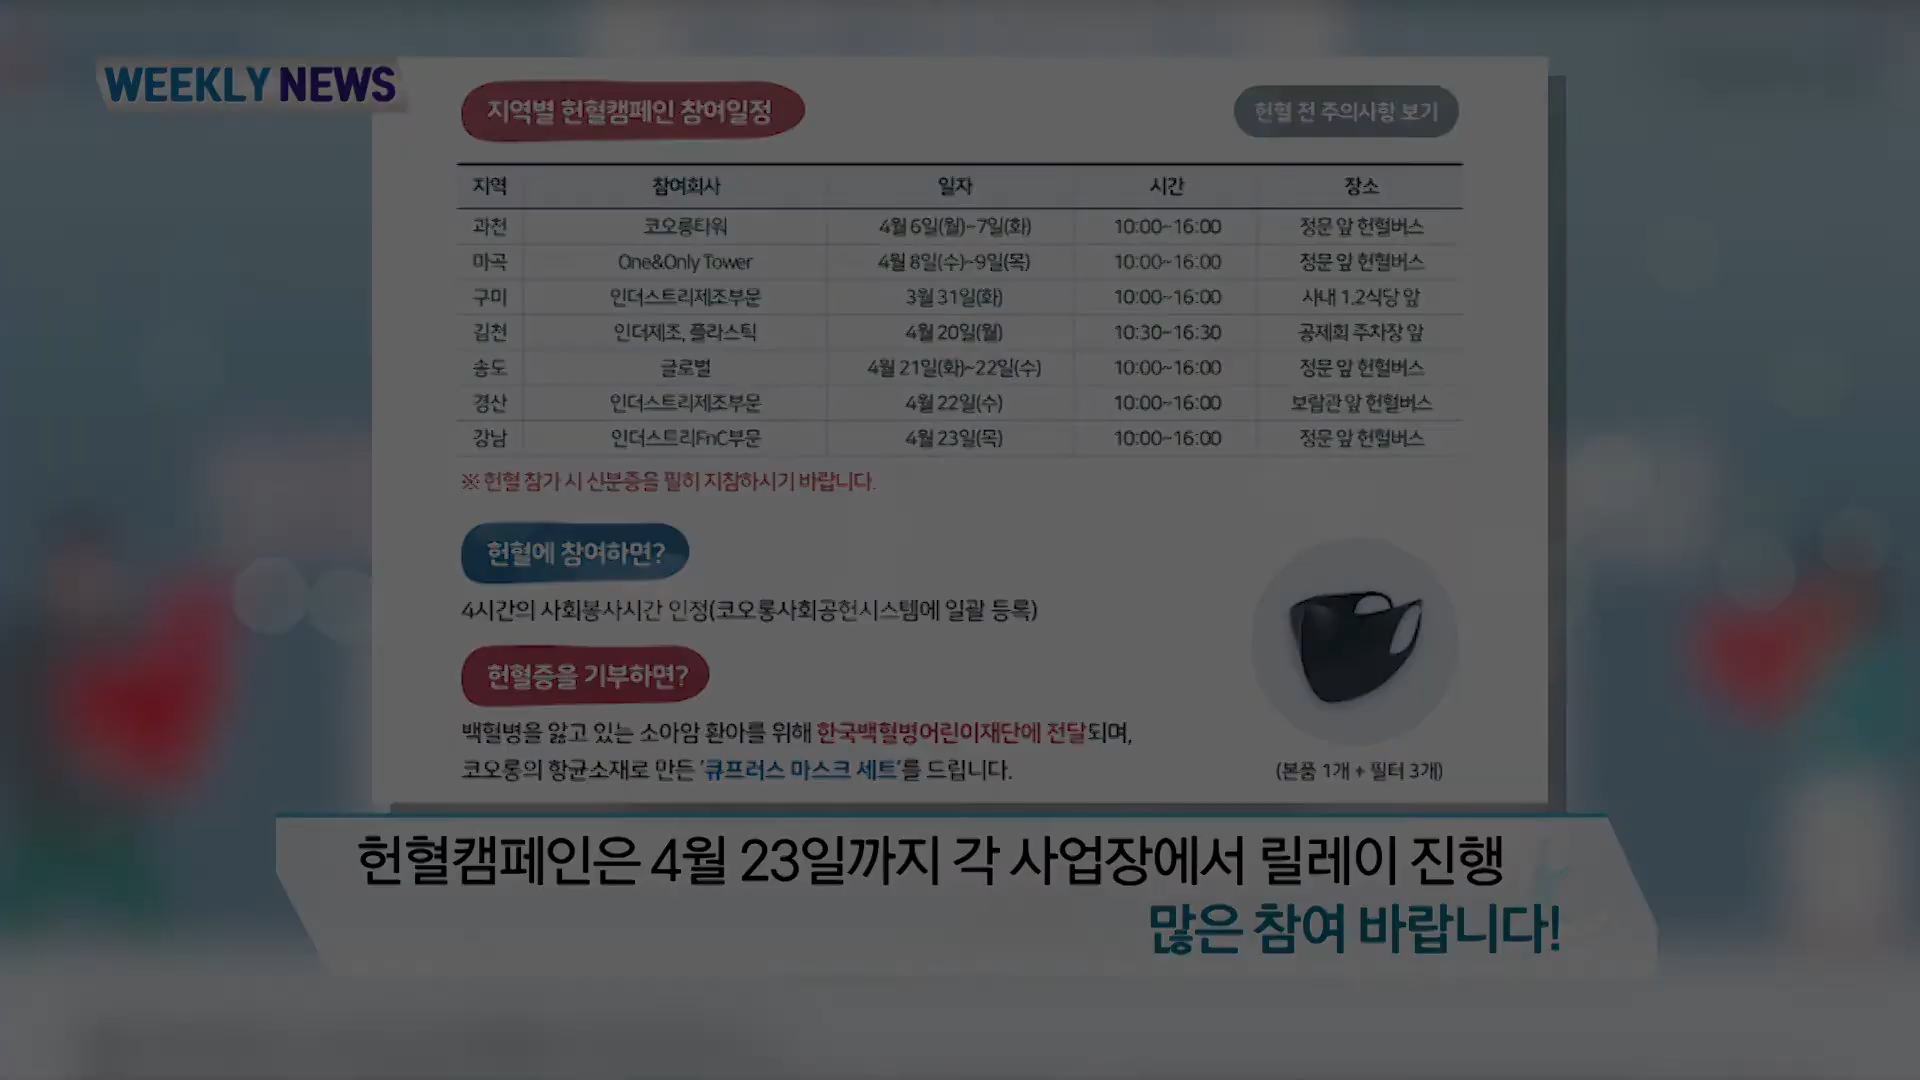 WEEKLY NEWS
지역별 헌혈캠페인 참여일정
헌혈 전 주의사항 보기
지역 참여회사 일자 시간 장소
과천 코오롱타워 4월 6일(월)~7일(화) 10:00~16:00 정문 앞 헌혈버스
마곡 One&Only Tower 4월 8일(수)~9일(목) 10:00~16:00 정문 앞 헌혈버스
구미 인더스트리제조부문 3월 31일(화) 10:00~16:00 사내 1.2식당 앞
김천 인더제조, 플라스틱 4월 20일(월) 10:30~16:30 공제회 주차장 앞
송도 글로벌 4월 21일(화)~22일(수) 10:00~16:00 정문 앞 헌혈버스
경산 인더스트리제조부문 4월 22일(수) 10:00~16:00 보람관 앞 헌혈버스
강남 인더스트리FnC부문 4월 23일(목) 10:00~16:00 정문 앞 헌혈버스
※ 헌혈 참가 시 신분증을 필히 지참하시기 바랍니다.
헌혈에 참여하면?
4시간의 사회봉사시간 인정(코오롱사회공헌시스템에 일괄 등록)
헌혈증을 기부하면?
백혈병을 앓고 있는 소아암 환아를 위해 한국백혈병어린이재단에 전달되며,
코오롱의 항균소재로 만든 '큐프러스 마스크 세트'를 드립니다.
(본품 1개 + 필터 3개)
헌혈캠페인은 4월 23일까지 각 사업장에서 릴레이 진행
많은 참여 바랍니다!